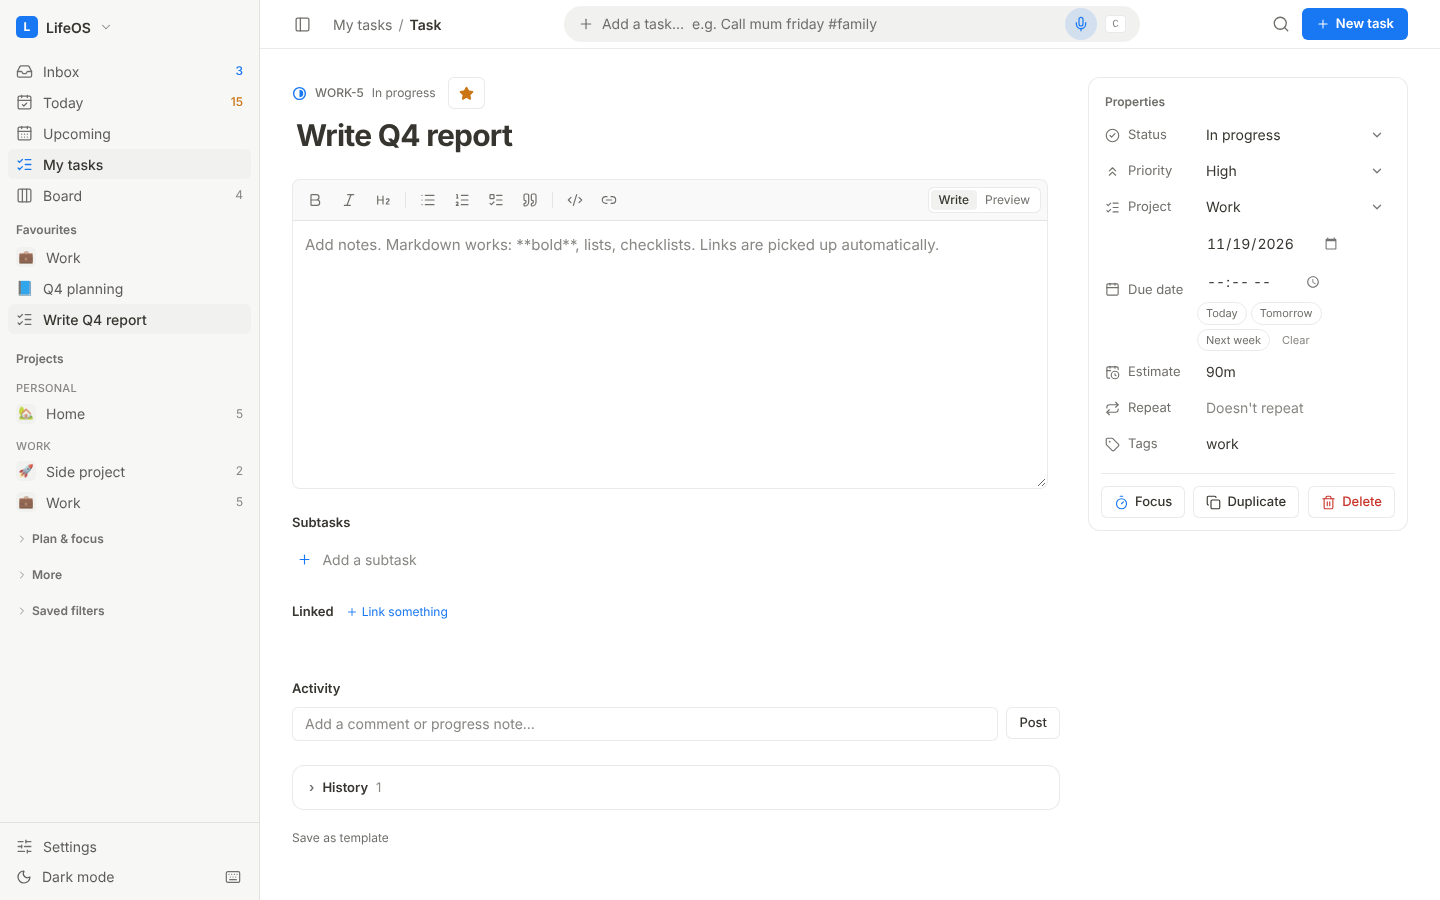 L LifeOS
Inbox 3
Today 15
Upcoming
My tasks
Board 4
Favourites
Work
Q4 planning
Write Q4 report
Projects
PERSONAL
Home 5
WORK
Side project 2
Work 5
Plan & focus
More
Saved filters
Settings
Dark mode
My tasks / Task
Add a task... e.g. Call mum friday #family
C
New task
WORK-5 In progress
Write Q4 report
B I H2
Write Preview
Add notes. Markdown works: **bold**, lists, checklists. Links are picked up automatically.
Subtasks
Add a subtask
Linked + Link something
Activity
Add a comment or progress note...
Post
History 1
Save as template
Properties
Status In progress
Priority High
Project Work
Due date 11/19/2026
--:-- --
Today Tomorrow
Next week Clear
Estimate 90m
Repeat Doesn't repeat
Tags work
Focus Duplicate Delete